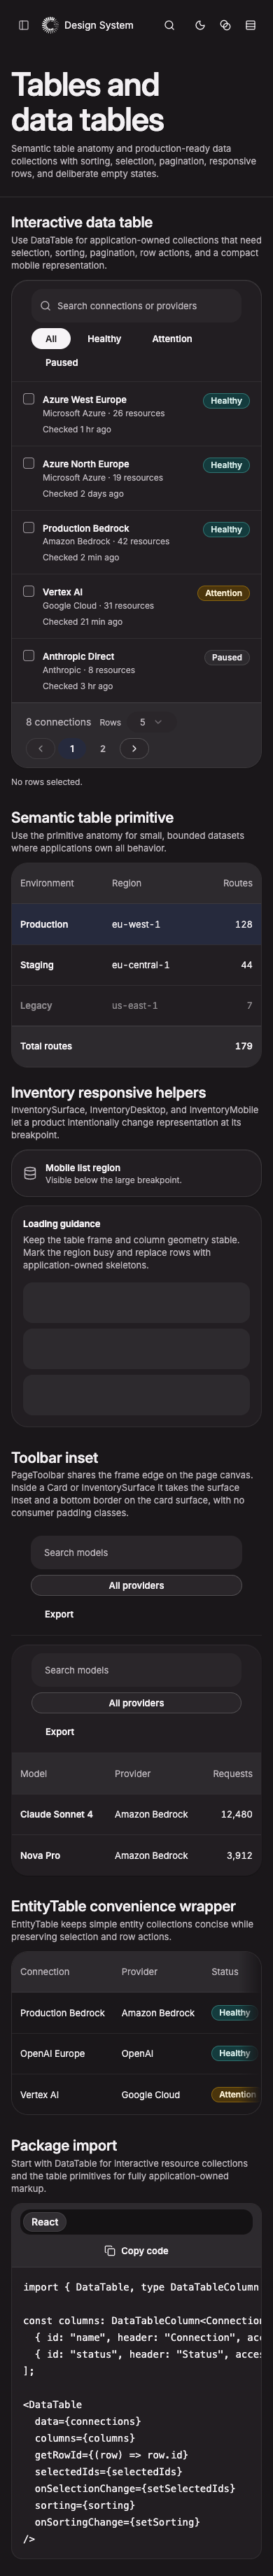 Design System
Tables and
data tables
Semantic table anatomy and production-ready data
collections with sorting, selection, pagination, responsive
rows, and deliberate empty states.
Interactive data table
Use DataTable for application-owned collections that need
selection, sorting, pagination, row actions, and a compact
mobile representation.
Search connections or providers
All Healthy Attention
Paused
Azure West Europe Healthy
Microsoft Azure · 26 resources
Checked 1 hr ago
Azure North Europe Healthy
Microsoft Azure · 19 resources
Checked 2 days ago
Production Bedrock Healthy
Amazon Bedrock · 42 resources
Checked 2 min ago
Vertex AI Attention
Google Cloud · 31 resources
Checked 21 min ago
Anthropic Direct Paused
Anthropic · 8 resources
Checked 3 hr ago
8 connections Rows 5
1 2
No rows selected.
Semantic table primitive
Use the primitive anatomy for small, bounded datasets
where applications own all behavior.
Environment Region Routes
Production eu-west-1 128
Staging eu-central-1 44
Legacy us-east-1 7
Total routes 179
Inventory responsive helpers
InventorySurface, InventoryDesktop, and InventoryMobile
let a product intentionally change representation at its
breakpoint.
Mobile list region
Visible below the large breakpoint.
Loading guidance
Keep the table frame and column geometry stable.
Mark the region busy and replace rows with
application-owned skeletons.
Toolbar inset
PageToolbar shares the frame edge on the page canvas.
Inside a Card or InventorySurface it takes the surface
inset and a bottom border on the card surface, with no
consumer padding classes.
Search models
All providers
Export
Search models
All providers
Export
Model Provider Requests
Claude Sonnet 4 Amazon Bedrock 12,480
Nova Pro Amazon Bedrock 3,912
EntityTable convenience wrapper
EntityTable keeps simple entity collections concise while
preserving selection and row actions.
Connection Provider Status
Production Bedrock Amazon Bedrock Healthy
OpenAI Europe OpenAI Healthy
Vertex AI Google Cloud Attention
Package import
Start with DataTable for interactive resource collections
and the table primitives for fully application-owned
markup.
React
Copy code
import { DataTable, type DataTableColumn
const columns: DataTableColumn<Connection
{ id: "name", header: "Connection", acc
{ id: "status", header: "Status", acces
];
<DataTable
data={connections}
columns={columns}
getRowId={(row) => row.id}
selectedIds={selectedIds}
onSelectionChange={setSelectedIds}
sorting={sorting}
onSortingChange={setSorting}
/>